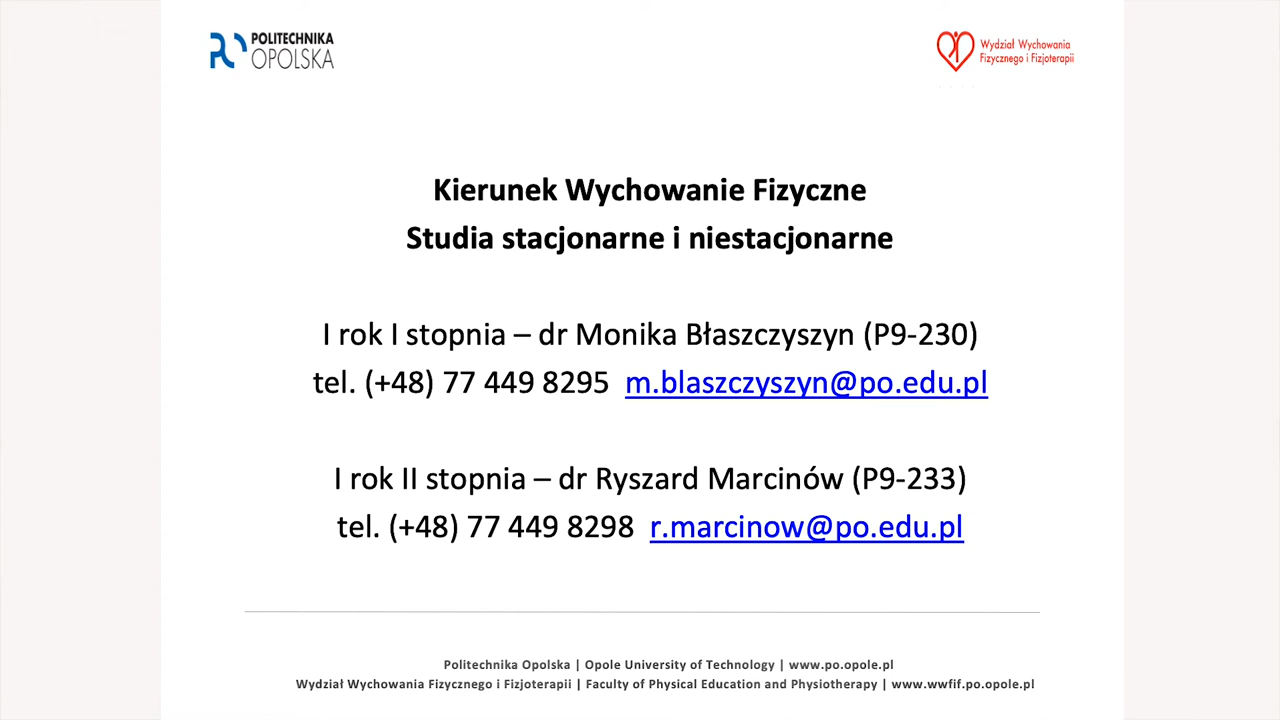 POLITECHNIKA
OPOLSKA
Wydział Wychowania
Fizycznego i Fizjoterapii
Kierunek Wychowanie Fizyczne
Studia stacjonarne i niestacjonarne
I rok I stopnia – dr Monika Błaszczyszyn (P9-230)
tel. (+48) 77 449 8295 m.blaszczyszyn@po.edu.pl
I rok II stopnia – dr Ryszard Marcinów (P9-233)
tel. (+48) 77 449 8298 r.marcinow@po.edu.pl
Politechnika Opolska | Opole University of Technology | www.po.opole.pl
Wydział Wychowania Fizycznego i Fizjoterapii | Faculty of Physical Education and Physiotherapy | www.wwfif.po.opole.pl